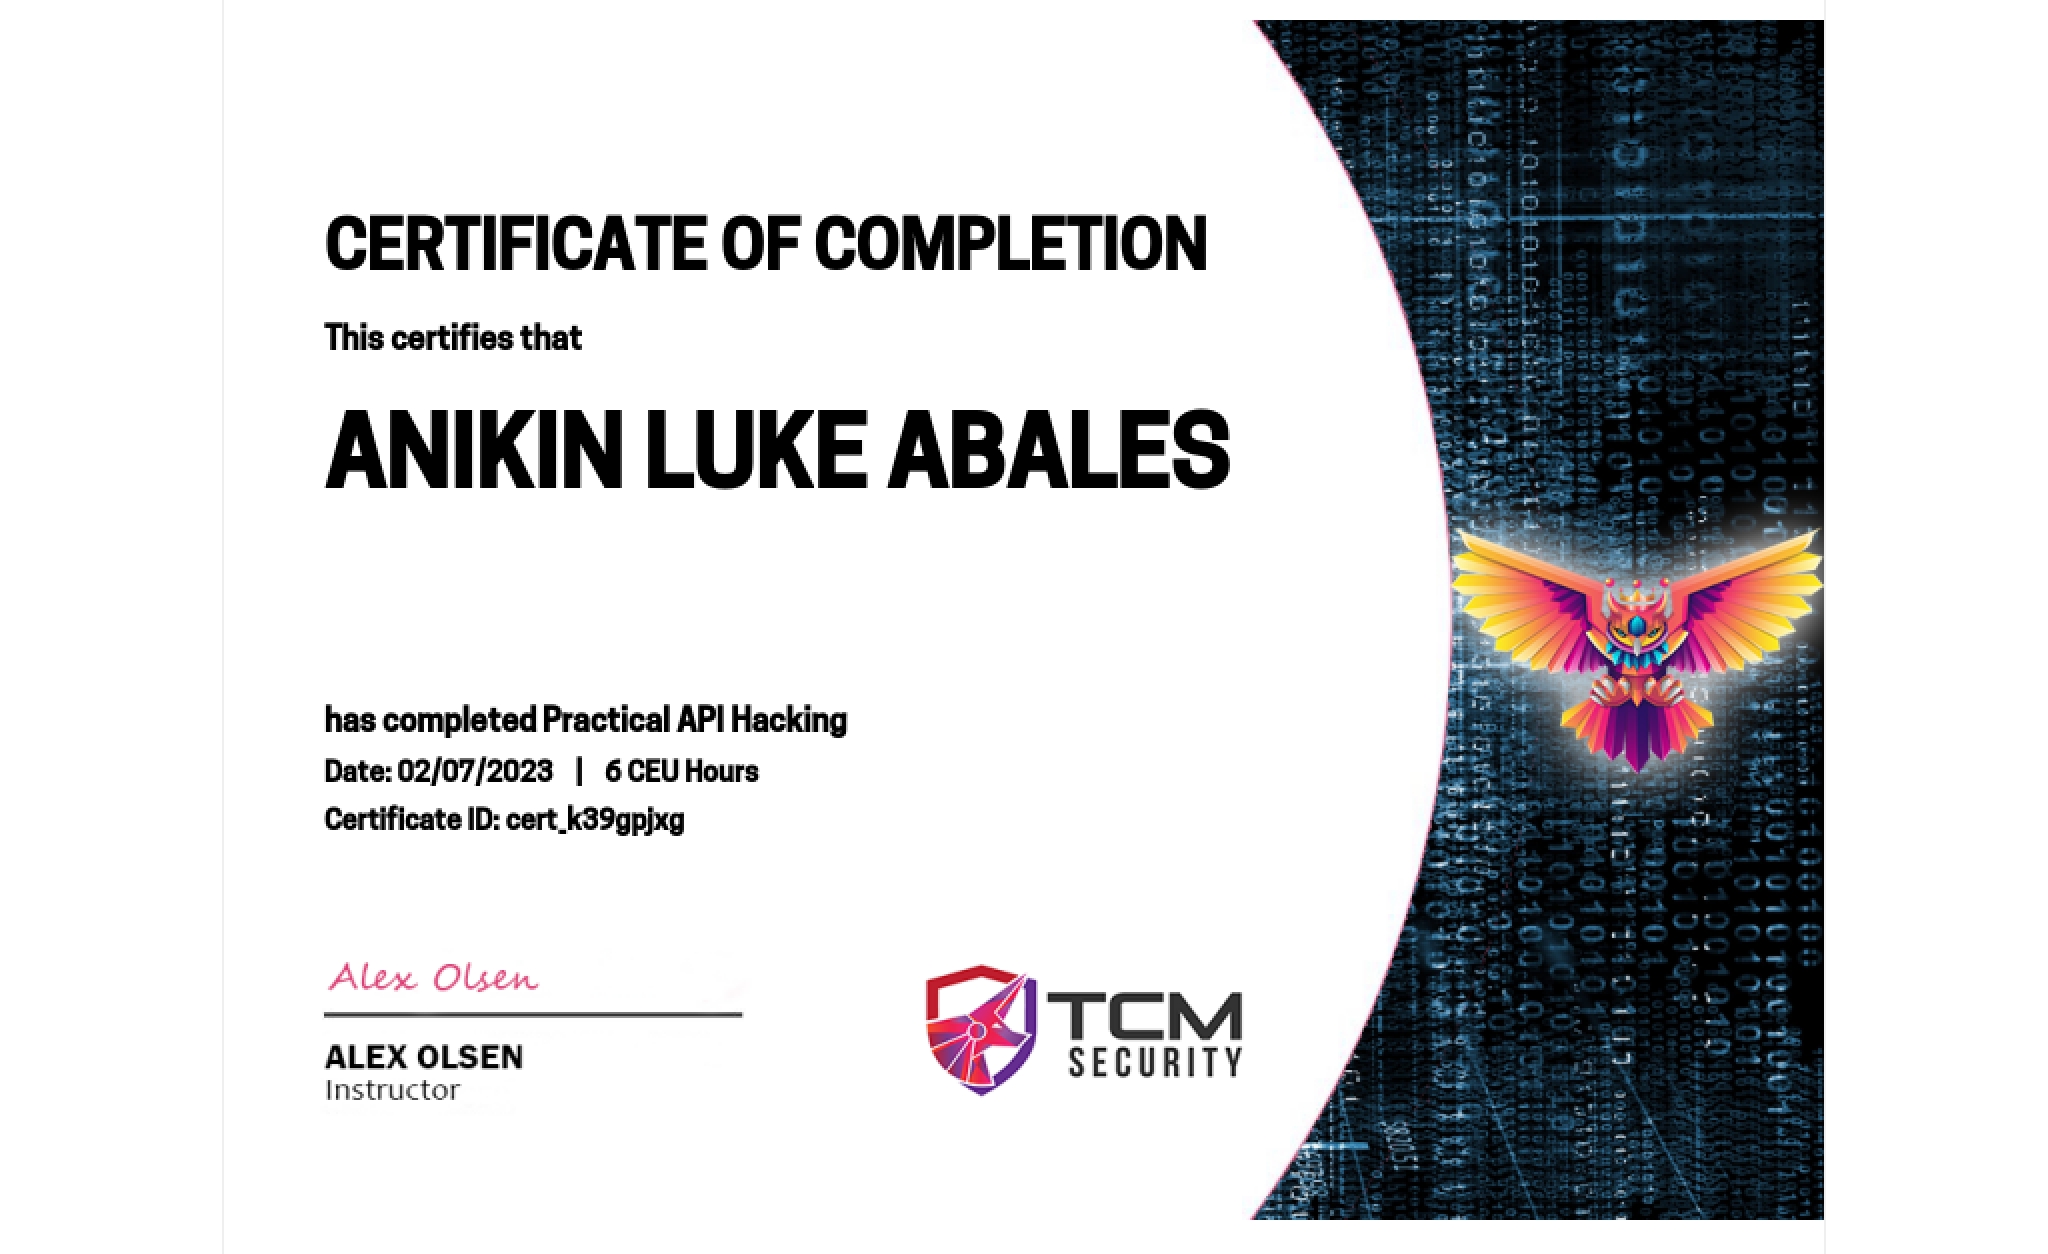 CERTIFICATE OF COMPLETION
This certifies that
ANIKIN LUKE ABALES
has completed Practical API Hacking
Date: 02/07/2023 | 6 CEU Hours
Certificate ID: cert_k39gpjxg
Alex Olsen
ALEX OLSEN
Instructor
TCM
SECURITY